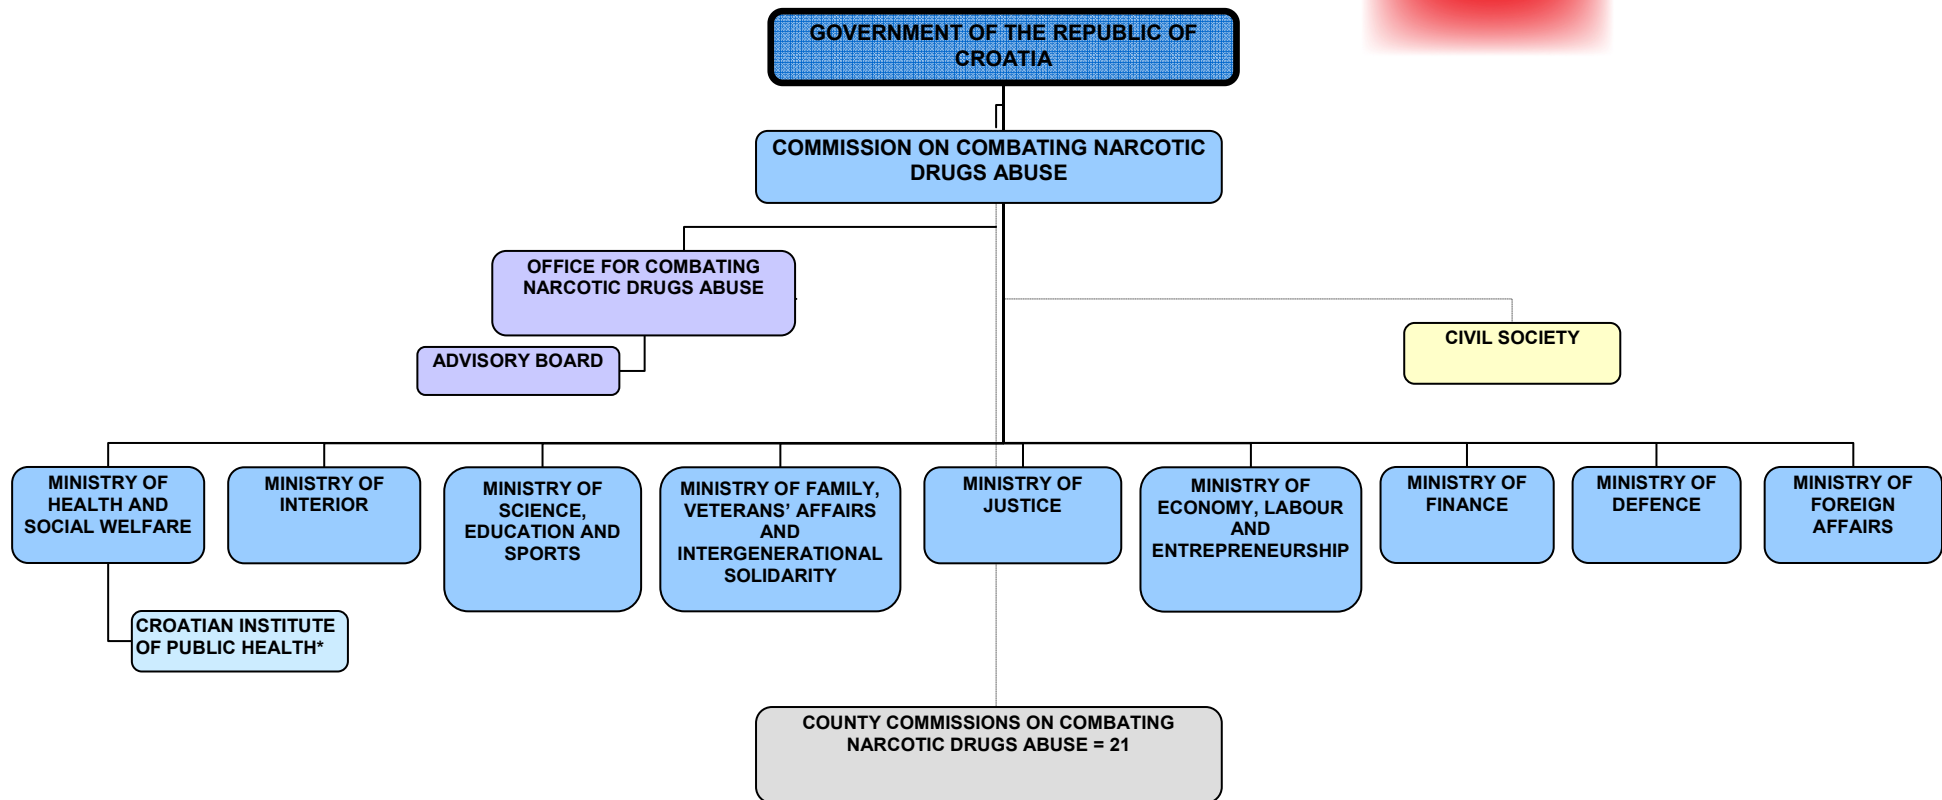 GOVERNMENT OF THE REPUBLIC OF
CROATIA
COMMISSION ON COMBATING NARCOTIC
DRUGS ABUSE
OFFICE FOR COMBATING
NARCOTIC DRUGS ABUSE
ADVISORY BOARD
CIVIL SOCIETY
MINISTRY OF
HEALTH AND
SOCIAL WELFARE
MINISTRY OF
INTERIOR
MINISTRY OF
SCIENCE,
EDUCATION AND
SPORTS
MINISTRY OF FAMILY,
VETERANS’ AFFAIRS
AND
INTERGENERATIONAL
SOLIDARITY
MINISTRY OF
JUSTICE
MINISTRY OF
ECONOMY, LABOUR
AND
ENTREPRENEURSHIP
MINISTRY OF
FINANCE
MINISTRY OF
DEFENCE
MINISTRY OF
FOREIGN
AFFAIRS
CROATIAN INSTITUTE
OF PUBLIC HEALTH*
COUNTY COMMISSIONS ON COMBATING
NARCOTIC DRUGS ABUSE = 21